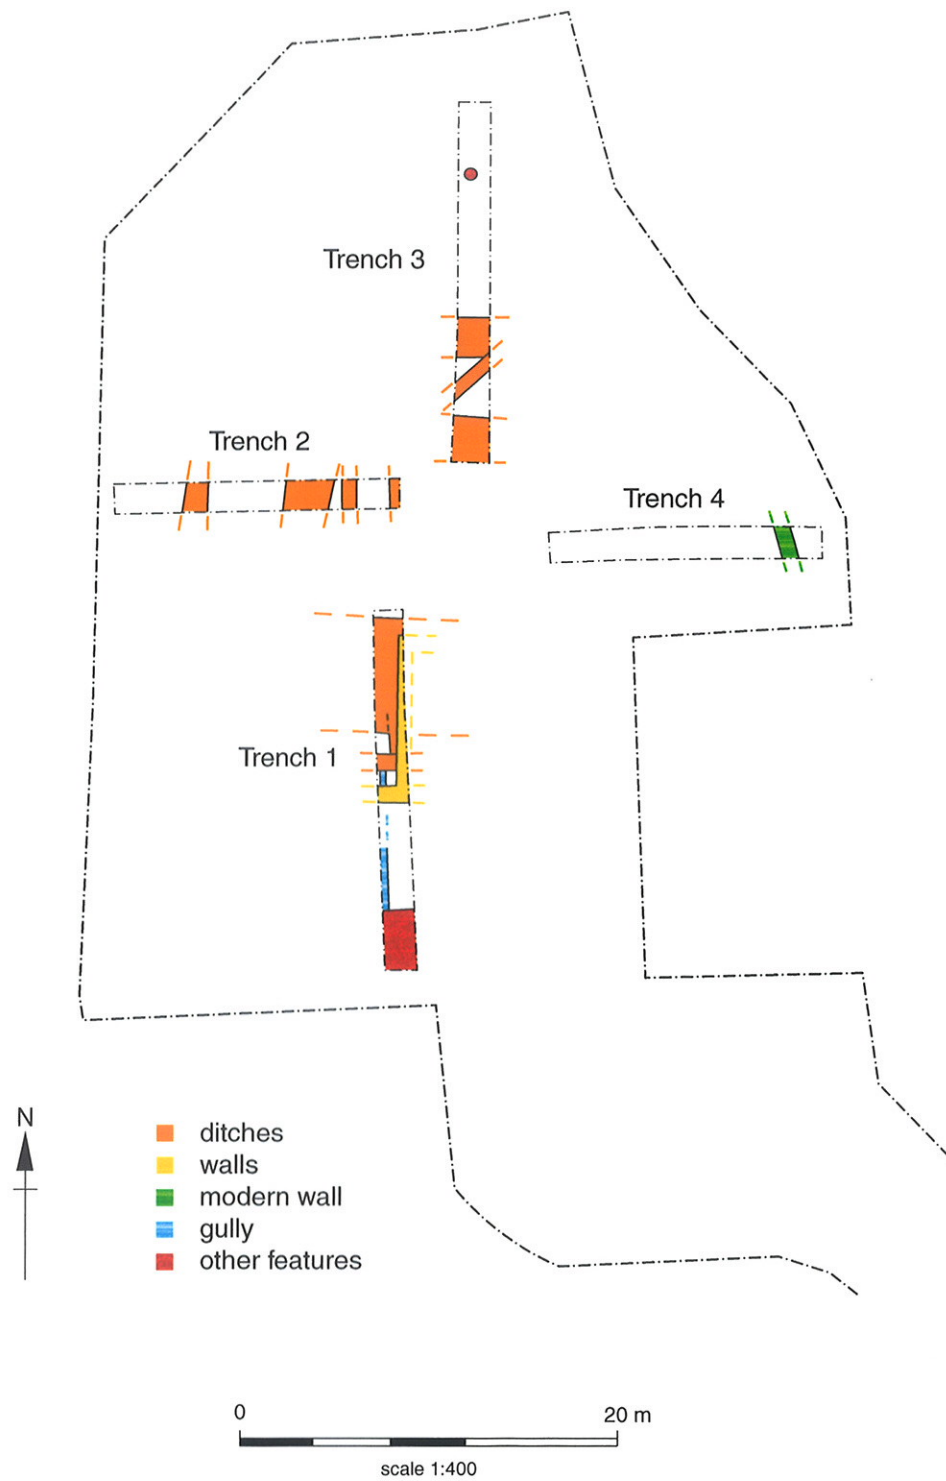 Trench 3
Trench 2
Trench 4
Trench 1
N
ditches
walls
modern wall
gully
other features
0 20 m
scale 1:400